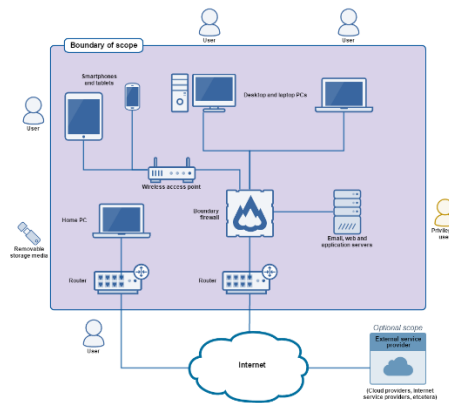 User
User
Boundary of scope
Smartphones
and tablets
Desktop and laptop PCs
User
Wireless access point
Home PC
Boundary
firewall
Email, web and
application servers
Removable
storage media
Router
Router
User
Optional scope
External service
provider
Internet
(Cloud providers, internet
service providers, etcetera)